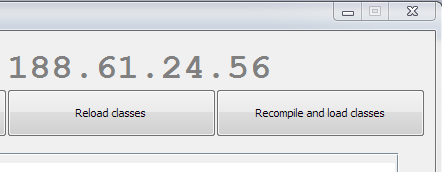 188.61.24.56
Reload classes Recompile and load classes